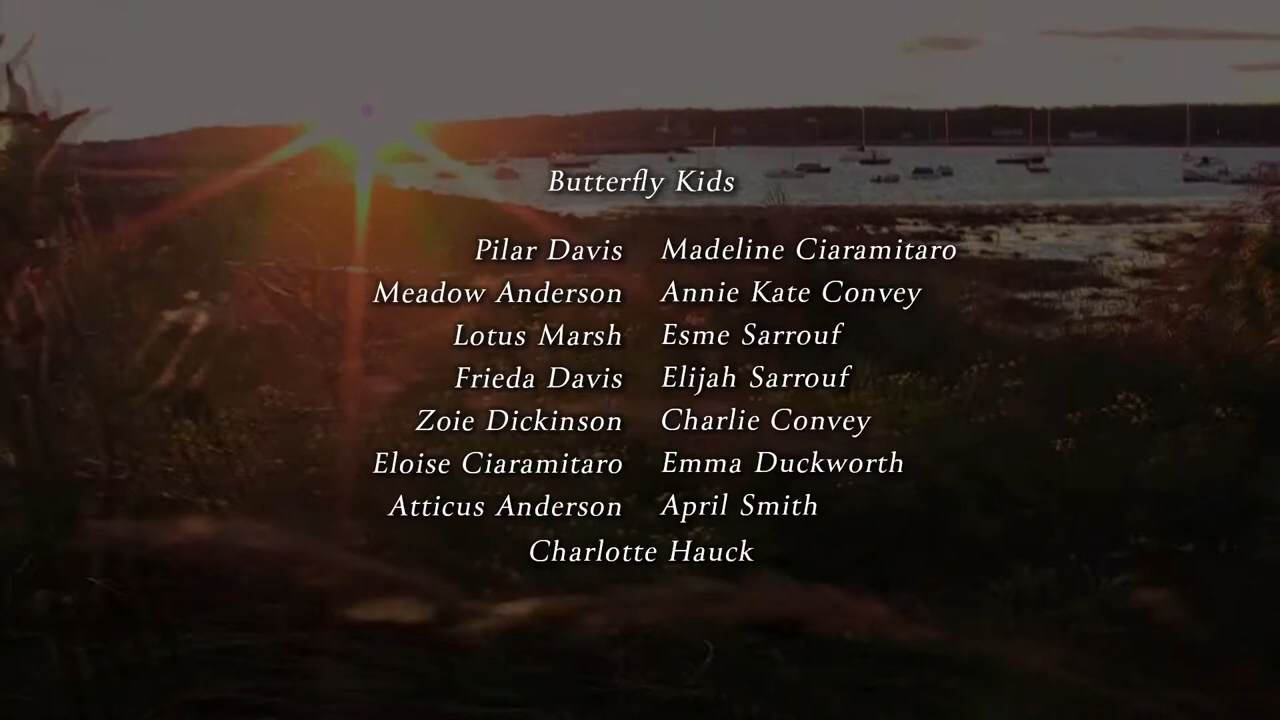 Butterfly Kids
Pilar Davis Madeline Ciaramitaro
Meadow Anderson Annie Kate Convey
Lotus Marsh Esme Sarrouf
Frieda Davis Elijah Sarrouf
Zoie Dickinson Charlie Convey
Eloise Ciaramitaro Emma Duckworth
Atticus Anderson April Smith
Charlotte Hauck